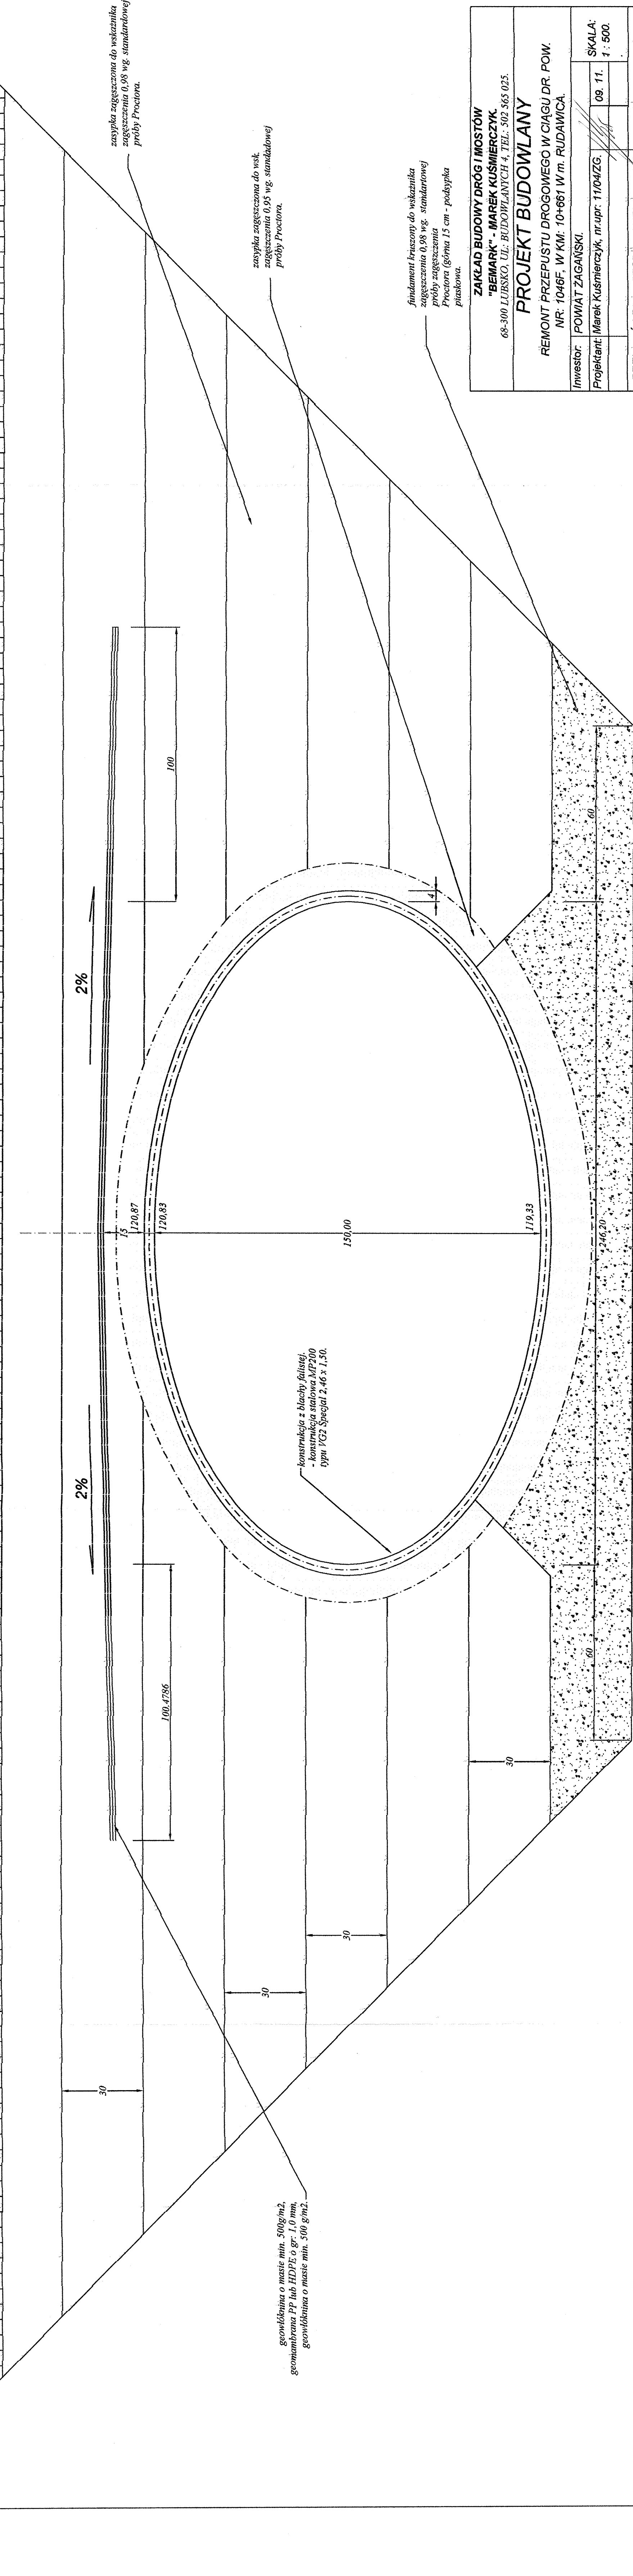 zasypka zagęszczona do wskaźnika
zagęszczenia 0,98 wg. standardowej
próby Proctora.
zasypka zagęszczona do wsk.
zagęszczenia 0,95 wg. standadowej
próby Proctora.
fundament kruszony do wskaźnika
zagęszczenia 0,98 wg. standartowej
próby zagęszczenia
Proctora (górna 15 cm - podsypka
piaskowa.
2%
2%
100
100.4786
15
120,87
120,83
150,00
119,33
4
konstrukcja z blachy falistej.
- konstrukcja stalowa MP200
typu VG2 Specjal 2,46 x 1,50.
60
246,20
60
30
30
30
30
geowłóknina o masie min. 500g/m2,
geomambrana PP lub HDPE o gr. 1,0 mm,
geowłóknina o masie min. 500 g/m2.
ZAKŁAD BUDOWY DRÓG I MOSTÓW
"BEMARK" - MAREK KUŚMIERCZYK.
68-300 LUBSKO, UL. BUDOWLANYCH 4, TEL: 502 565 025.
PROJEKT BUDOWLANY
REMONT PRZEPUSTU DROGOWEGO W CIĄGU DR. POW.
NR: 1046F, W KM: 10+661 W m. RUDAWICA.
Inwestor: POWIAT ŻAGAŃSKI.
Projektant: Marek Kuśmierczyk, nr.upr: 11/04/ZG. 09. 11.
SKALA:
1 : 500.